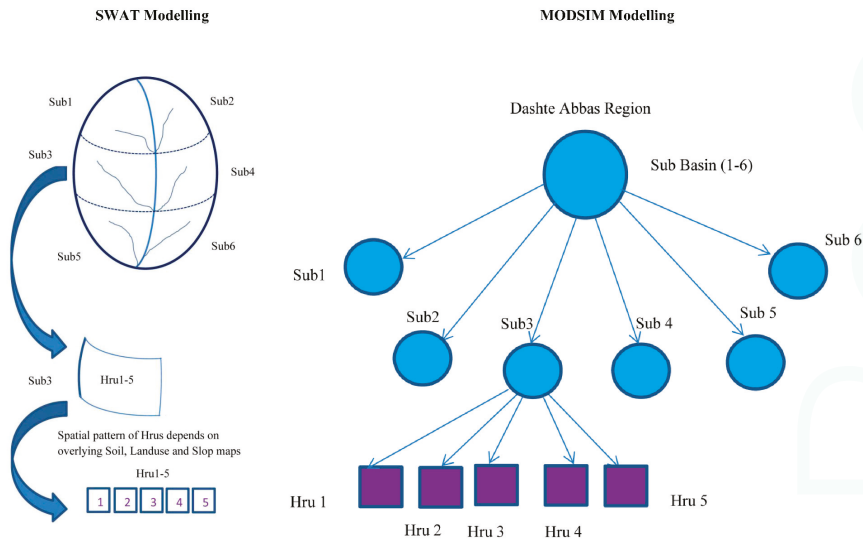 SWAT Modelling
Sub1
Sub2
Sub3
Sub4
Sub5
Sub6
Sub3
Hru1-5
Spatial pattern of Hrus depends on
overlying Soil, Landuse and Slop maps
Hru1-5
1 2 3 4 5
MODSIM Modelling
Dashte Abbas Region
Sub Basin (1-6)
Sub1
Sub2
Sub3
Sub 4
Sub 5
Sub 6
Hru 1
Hru 2
Hru 3
Hru 4
Hru 5